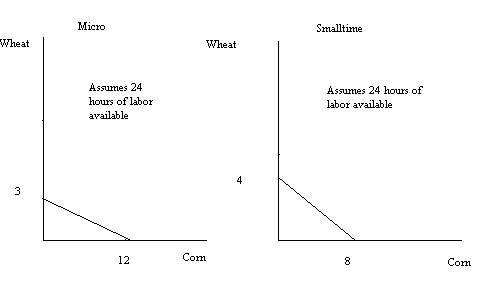 Micro
Wheat
Assumes 24
hours of labor
available
3
12
Corn
Smalltime
Wheat
Assumes 24 hours of
labor available
4
8
Corn